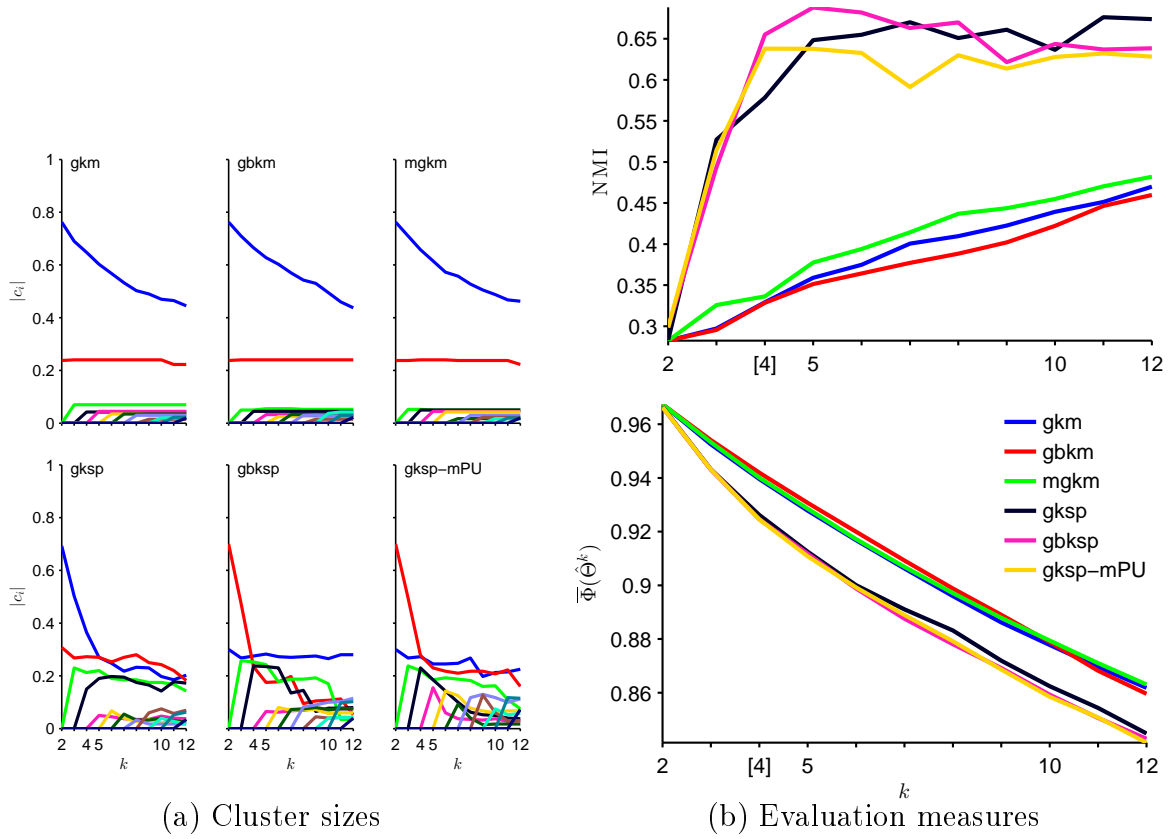 gkm
gbkm
mgkm
1
0.8
0.6
0.4
0.2
0
|c_i|
gksp
gbksp
gksp−mPU
1
0.8
0.6
0.4
0.2
0
|c_i|
2 4 5 10 12
2 4 5 10 12
2 4 5 10 12
k
k
k
(a) Cluster sizes
0.65
0.6
0.55
0.5
0.45
0.4
0.35
0.3
NMI
2 [4] 5 10 12
0.96
0.94
0.92
0.9
0.88
0.86
Φ̅(Θ̂^k)
gkm
gbkm
mgkm
gksp
gbksp
gksp−mPU
2 [4] 5 10 12
k
(b) Evaluation measures